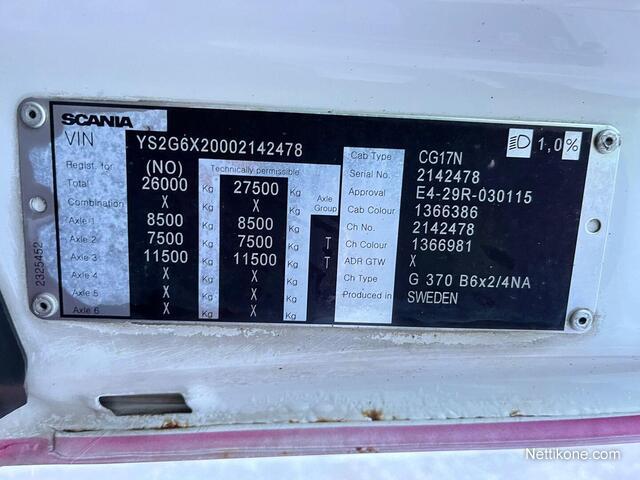 SCANIA
VIN YS2G6X20002142478 1,0%
Regist. for (NO) Technically permissible Cab Type CG17N
Total 26000 Kg 27500 Kg Axle Group Serial No. 2142478
Combination X Kg X Kg Approval E4-29R-030115
Axle 1 8500 Kg 8500 Kg Cab Colour 1366386
Axle 2 7500 Kg 7500 Kg T Ch No. 2142478
Axle 3 11500 Kg 11500 Kg T Ch Colour 1366981
Axle 4 X Kg X Kg ADR GTW X
Axle 5 X Kg X Kg Ch Type G 370 B6x2/4NA
Axle 6 X Kg X Kg Produced in SWEDEN
2325452
Nettikone.com